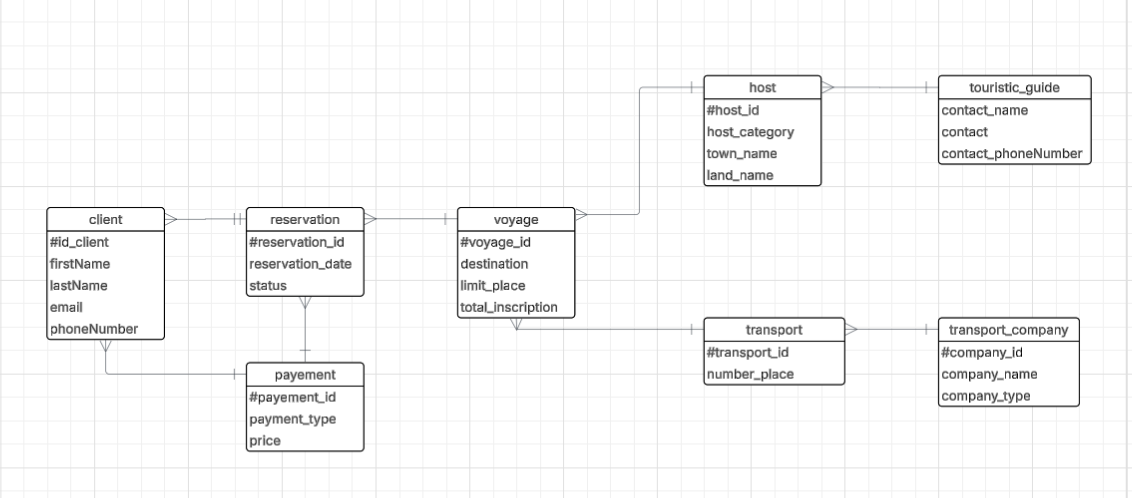 host
#host_id
host_category
town_name
land_name
touristic_guide
contact_name
contact
contact_phoneNumber
client
#id_client
firstName
lastName
email
phoneNumber
reservation
#reservation_id
reservation_date
status
voyage
#voyage_id
destination
limit_place
total_inscription
payement
#payement_id
payment_type
price
transport
#transport_id
number_place
transport_company
#company_id
company_name
company_type